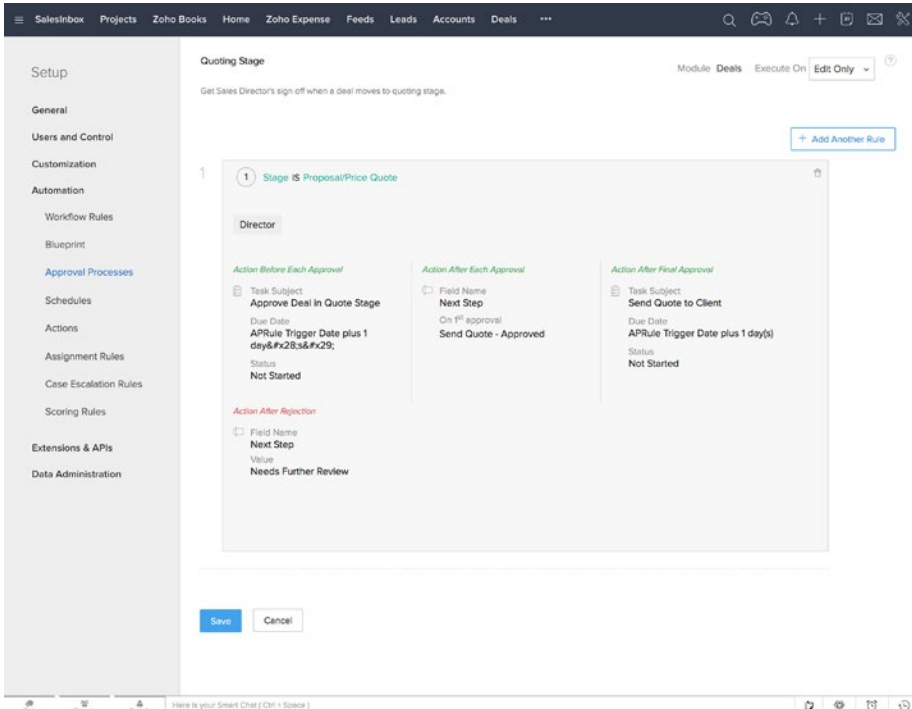 SalesInbox Projects Zoho Books Home Zoho Expense Feeds Leads Accounts Deals •••
Setup
General
Users and Control
Customization
Automation
Workflow Rules
Blueprint
Approval Processes
Schedules
Actions
Assignment Rules
Case Escalation Rules
Scoring Rules
Extensions & APIs
Data Administration
Quoting Stage
Module Deals Execute On Edit Only
?
Get Sales Director's sign off when a deal moves to quoting stage.
+ Add Another Rule
1
1 Stage IS Proposal/Price Quote
Director
Action Before Each Approval
Task Subject
Approve Deal in Quote Stage
Due Date
APRule Trigger Date plus 1
day&#x28;s&#x29;
Status
Not Started
Action After Each Approval
Field Name
Next Step
On 1st approval
Send Quote - Approved
Action After Final Approval
Task Subject
Send Quote to Client
Due Date
APRule Trigger Date plus 1 day(s)
Status
Not Started
Action After Rejection
Field Name
Next Step
Value
Needs Further Review
Save Cancel
Here is your Smart Chat ( Ctrl + Space )